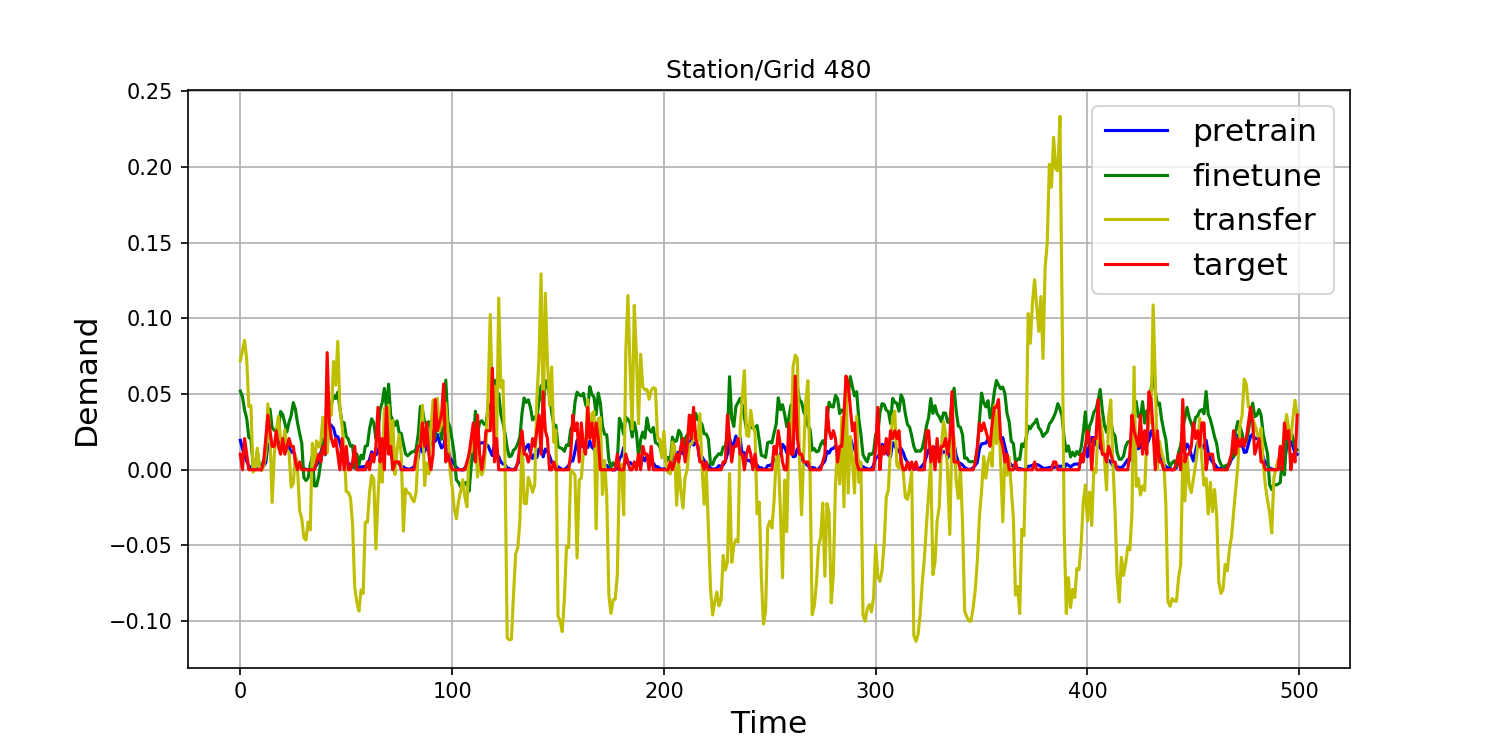 Station/Grid 480
0.25
0.20
0.15
0.10
0.05
0.00
−0.05
−0.10
Demand
pretrain
finetune
transfer
target
0 100 200 300 400 500
Time